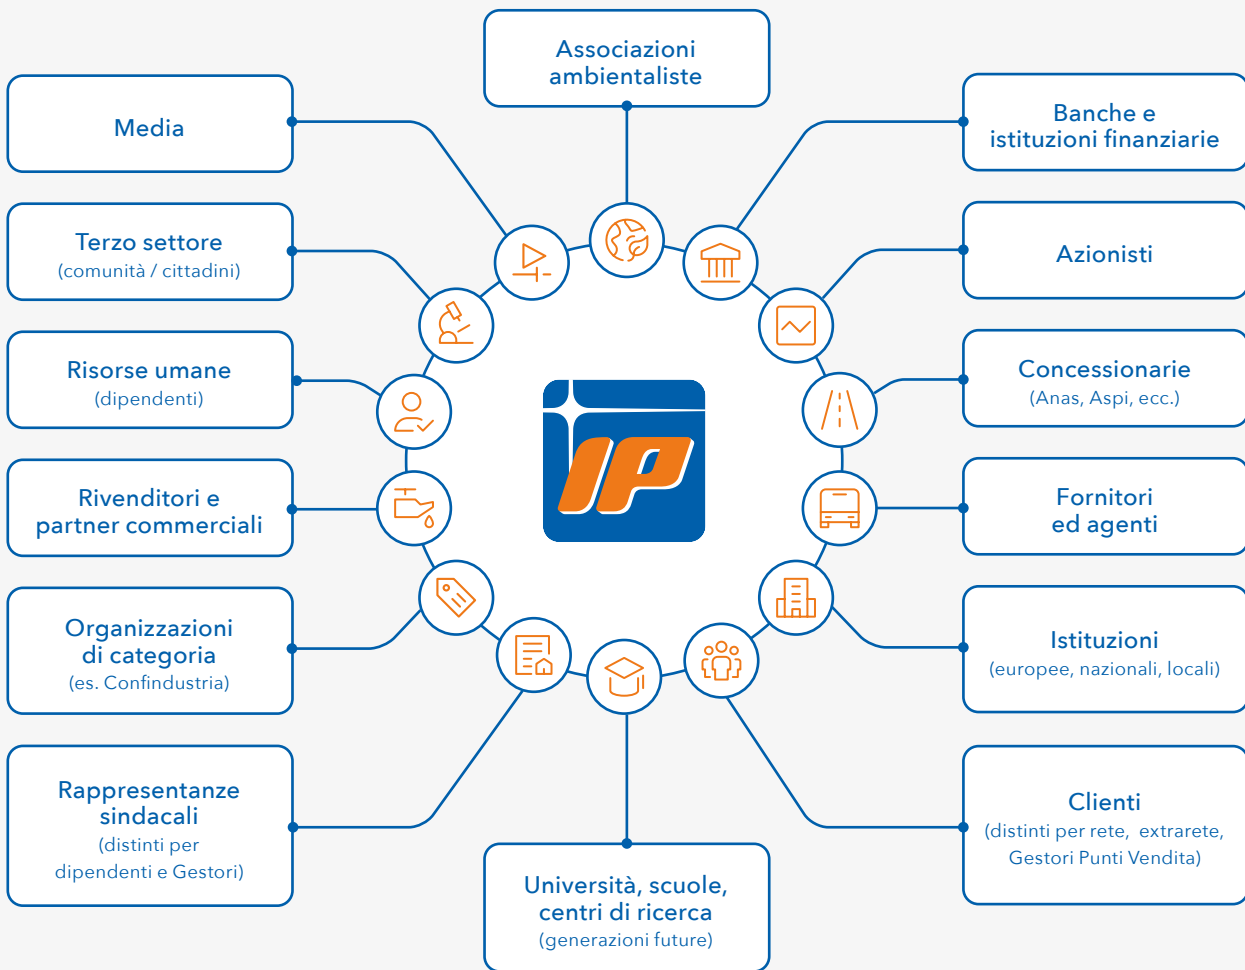 Associazioni
ambientaliste
Media
Banche e
istituzioni finanziarie
Terzo settore
(comunità / cittadini)
Azionisti
Risorse umane
(dipendenti)
Concessionarie
(Anas, Aspi, ecc.)
IP
Rivenditori e
partner commerciali
Fornitori
ed agenti
Organizzazioni
di categoria
(es. Confindustria)
Istituzioni
(europee, nazionali, locali)
Rappresentanze
sindacali
(distinti per
dipendenti e Gestori)
Clienti
(distinti per rete, extrarete,
Gestori Punti Vendita)
Università, scuole,
centri di ricerca
(generazioni future)